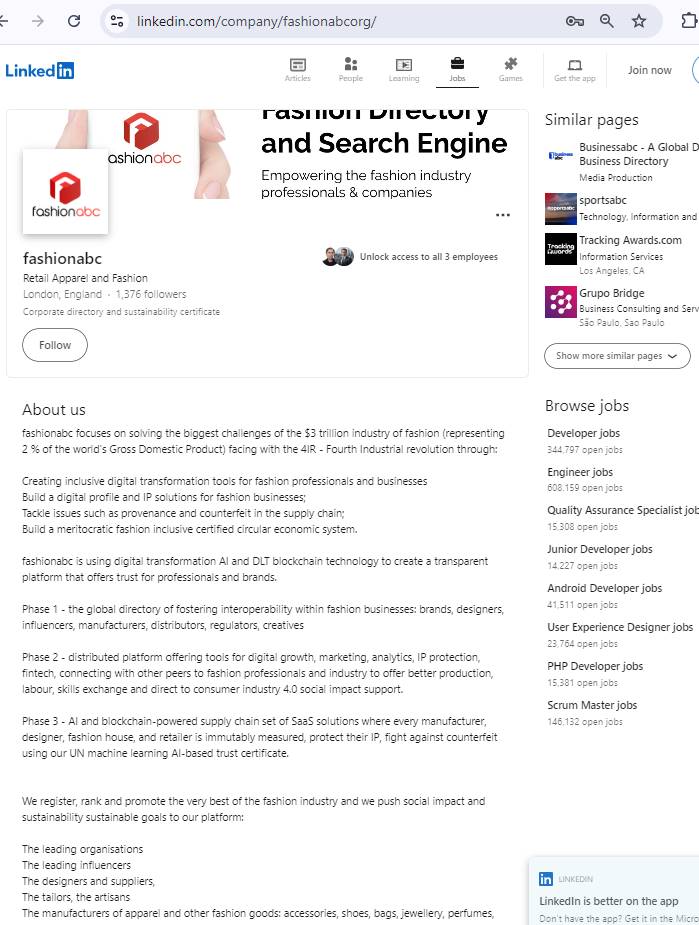 linkedin.com/company/fashionabcorg/
Linkedin
Articles
People
Learning
Jobs
Games
Get the app
Join now
Fashion Directory
and Search Engine
Empowering the fashion industry
professionals & companies
ashionabc
fashionabc
fashionabc
Retail Apparel and Fashion
London, England · 1,376 followers
Corporate directory and sustainability certificate
Unlock access to all 3 employees
Follow
About us
fashionabc focuses on solving the biggest challenges of the $3 trillion industry of fashion (representing
2 % of the world's Gross Domestic Product) facing with the 4IR - Fourth Industrial revolution through:
Creating inclusive digital transformation tools for fashion professionals and businesses
Build a digital profile and IP solutions for fashion businesses;
Tackle issues such as provenance and counterfeit in the supply chain;
Build a meritocratic fashion inclusive certified circular economic system.
fashionabc is using digital transformation AI and DLT blockchain technology to create a transparent
platform that offers trust for professionals and brands.
Phase 1 - the global directory of fostering interoperability within fashion businesses: brands, designers,
influencers, manufacturers, distributors, regulators, creatives
Phase 2 - distributed platform offering tools for digital growth, marketing, analytics, IP protection,
fintech, connecting with other peers to fashion professionals and industry to offer better production,
labour, skills exchange and direct to consumer industry 4.0 social impact support.
Phase 3 - AI and blockchain-powered supply chain set of SaaS solutions where every manufacturer,
designer, fashion house, and retailer is immutably measured, protect their IP, fight against counterfeit
using our UN machine learning AI-based trust certificate.
We register, rank and promote the very best of the fashion industry and we push social impact and
sustainability sustainable goals to our platform:
The leading organisations
The leading influencers
The designers and suppliers,
The tailors, the artisans
The manufacturers of apparel and other fashion goods: accessories, shoes, bags, jewellery, perfumes,
Similar pages
Businessabc - A Global D
Business Directory
Media Production
sportsabc
Technology, Information and
Tracking Awards.com
Information Services
Los Angeles, CA
Tracking
Awards
Grupo Bridge
Business Consulting and Serv
São Paulo, Sao Paulo
Show more similar pages
Browse jobs
Developer jobs
344,797 open jobs
Engineer jobs
608,159 open jobs
Quality Assurance Specialist job
15,308 open jobs
Junior Developer jobs
14,227 open jobs
Android Developer jobs
41,511 open jobs
User Experience Designer jobs
23,764 open jobs
PHP Developer jobs
15,381 open jobs
Scrum Master jobs
146,132 open jobs
LINKEDIN
LinkedIn is better on the app
Don't have the app? Get it in the Micro